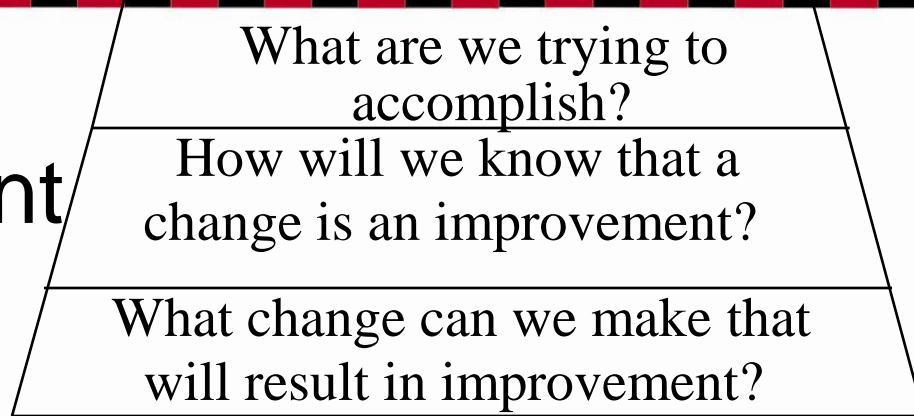 What are we trying to
accomplish?
How will we know that a
nt
change is an improvement?
What change can we make that
will result in improvement?